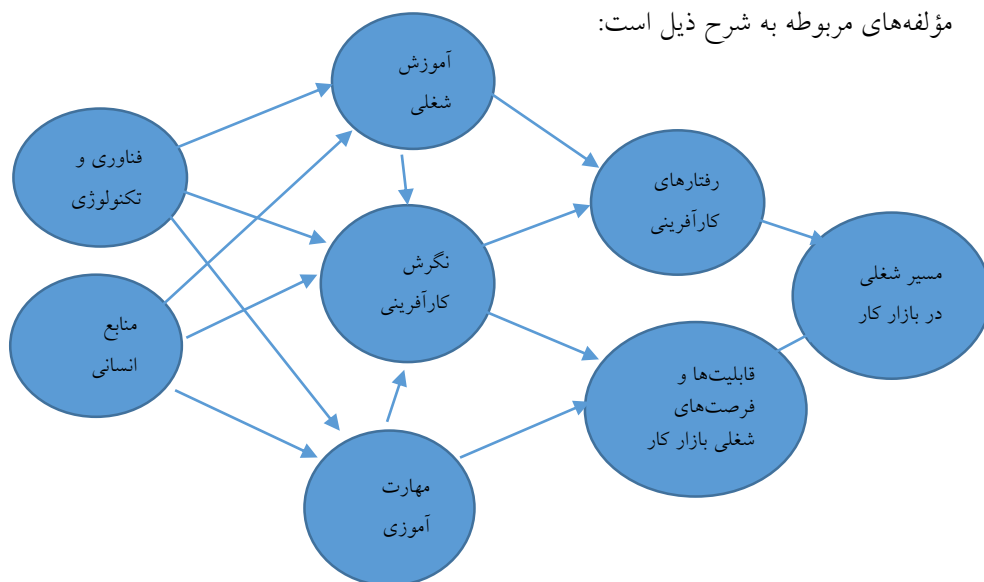 مؤلفه‌های مربوطه به شرح ذیل است:
آموزش
شغلی
فناوری و
تکنولوژی
رفتارهای
کارآفرینی
نگرش
کارآفرینی
مسیر شغلی
در بازار کار
منابع
انسانی
قابلیت‌ها و
فرصت‌های
شغلی بازار کار
مهارت
آموزی